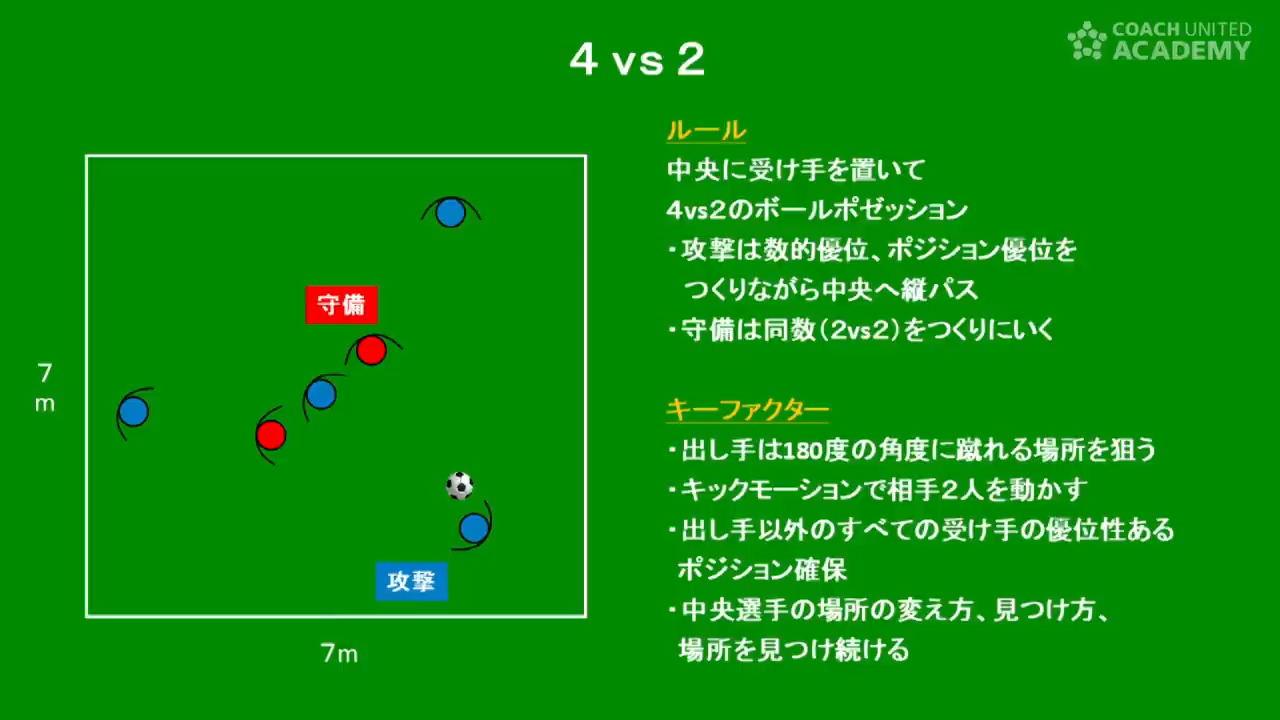 4 vs 2
COACH UNITED
ACADEMY
ルール
中央に受け手を置いて
4vs2のボールポゼッション
・攻撃は数的優位、ポジション優位を
つくりながら中央へ縦パス
・守備は同数（2vs2）をつくりにいく
守備
7
m
キーファクター
・出し手は180度の角度に蹴れる場所を狙う
・キックモーションで相手2人を動かす
・出し手以外のすべての受け手の優位性ある
ポジション確保
・中央選手の場所の変え方、見つけ方、
場所を見つけ続ける
攻撃
7m